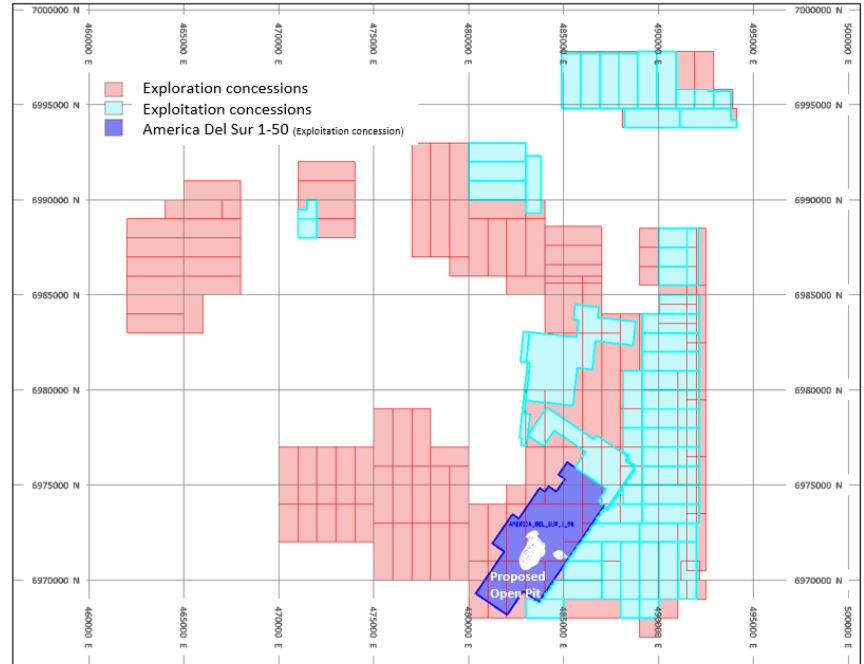 7000000 N
7000000 N
460000 E
465000 E
470000 E
475000 E
480000 E
485000 E
490000 E
495000 E
500000 E
Exploration concessions
Exploitation concessions
America Del Sur 1-50 (Exploitation concession)
6995000 N
6995000 N
6990000 N
6990000 N
6985000 N
6985000 N
6980000 N
6980000 N
6975000 N
6975000 N
AMERICA_DEL_SUR_1_50
6970000 N
6970000 N
Proposed
Open Pit
460000 E
465000 E
470000 E
475000 E
480000 E
485000 E
490000 E
495000 E
500000 E